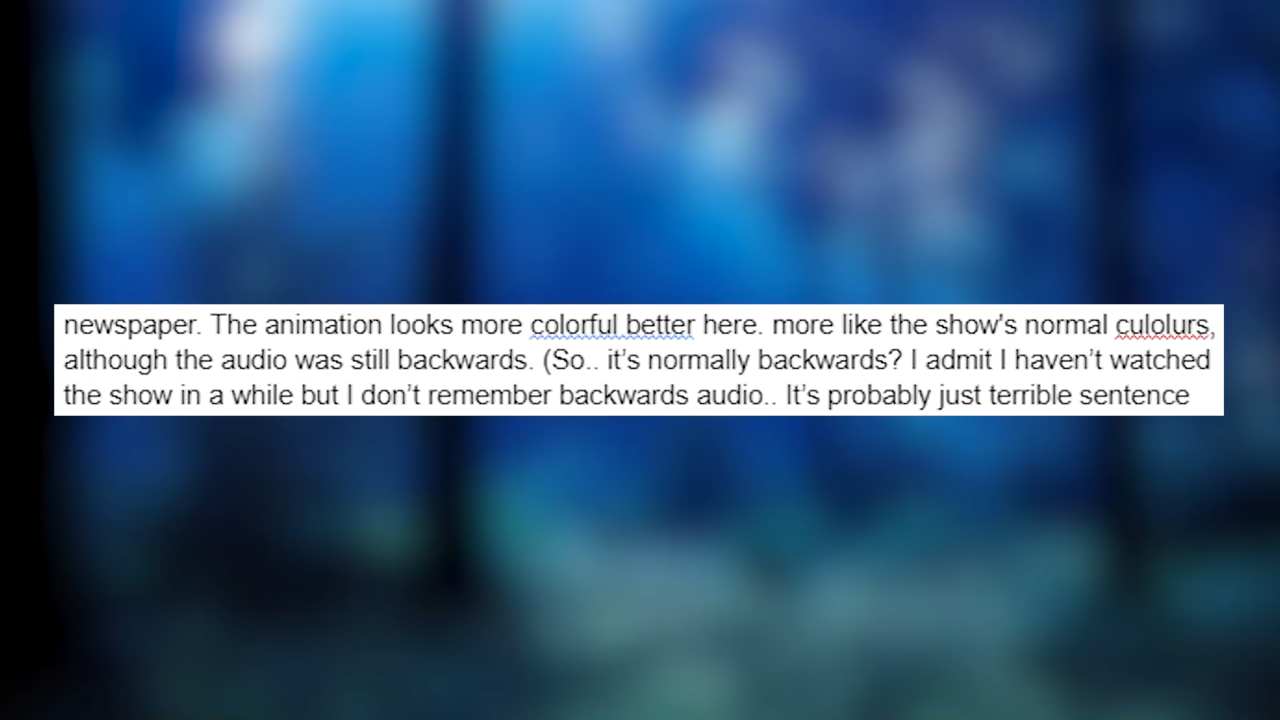 newspaper. The animation looks more colorful better here. more like the show's normal culolurs,
although the audio was still backwards. (So.. it’s normally backwards? I admit I haven’t watched
the show in a while but I don’t remember backwards audio.. It’s probably just terrible sentence